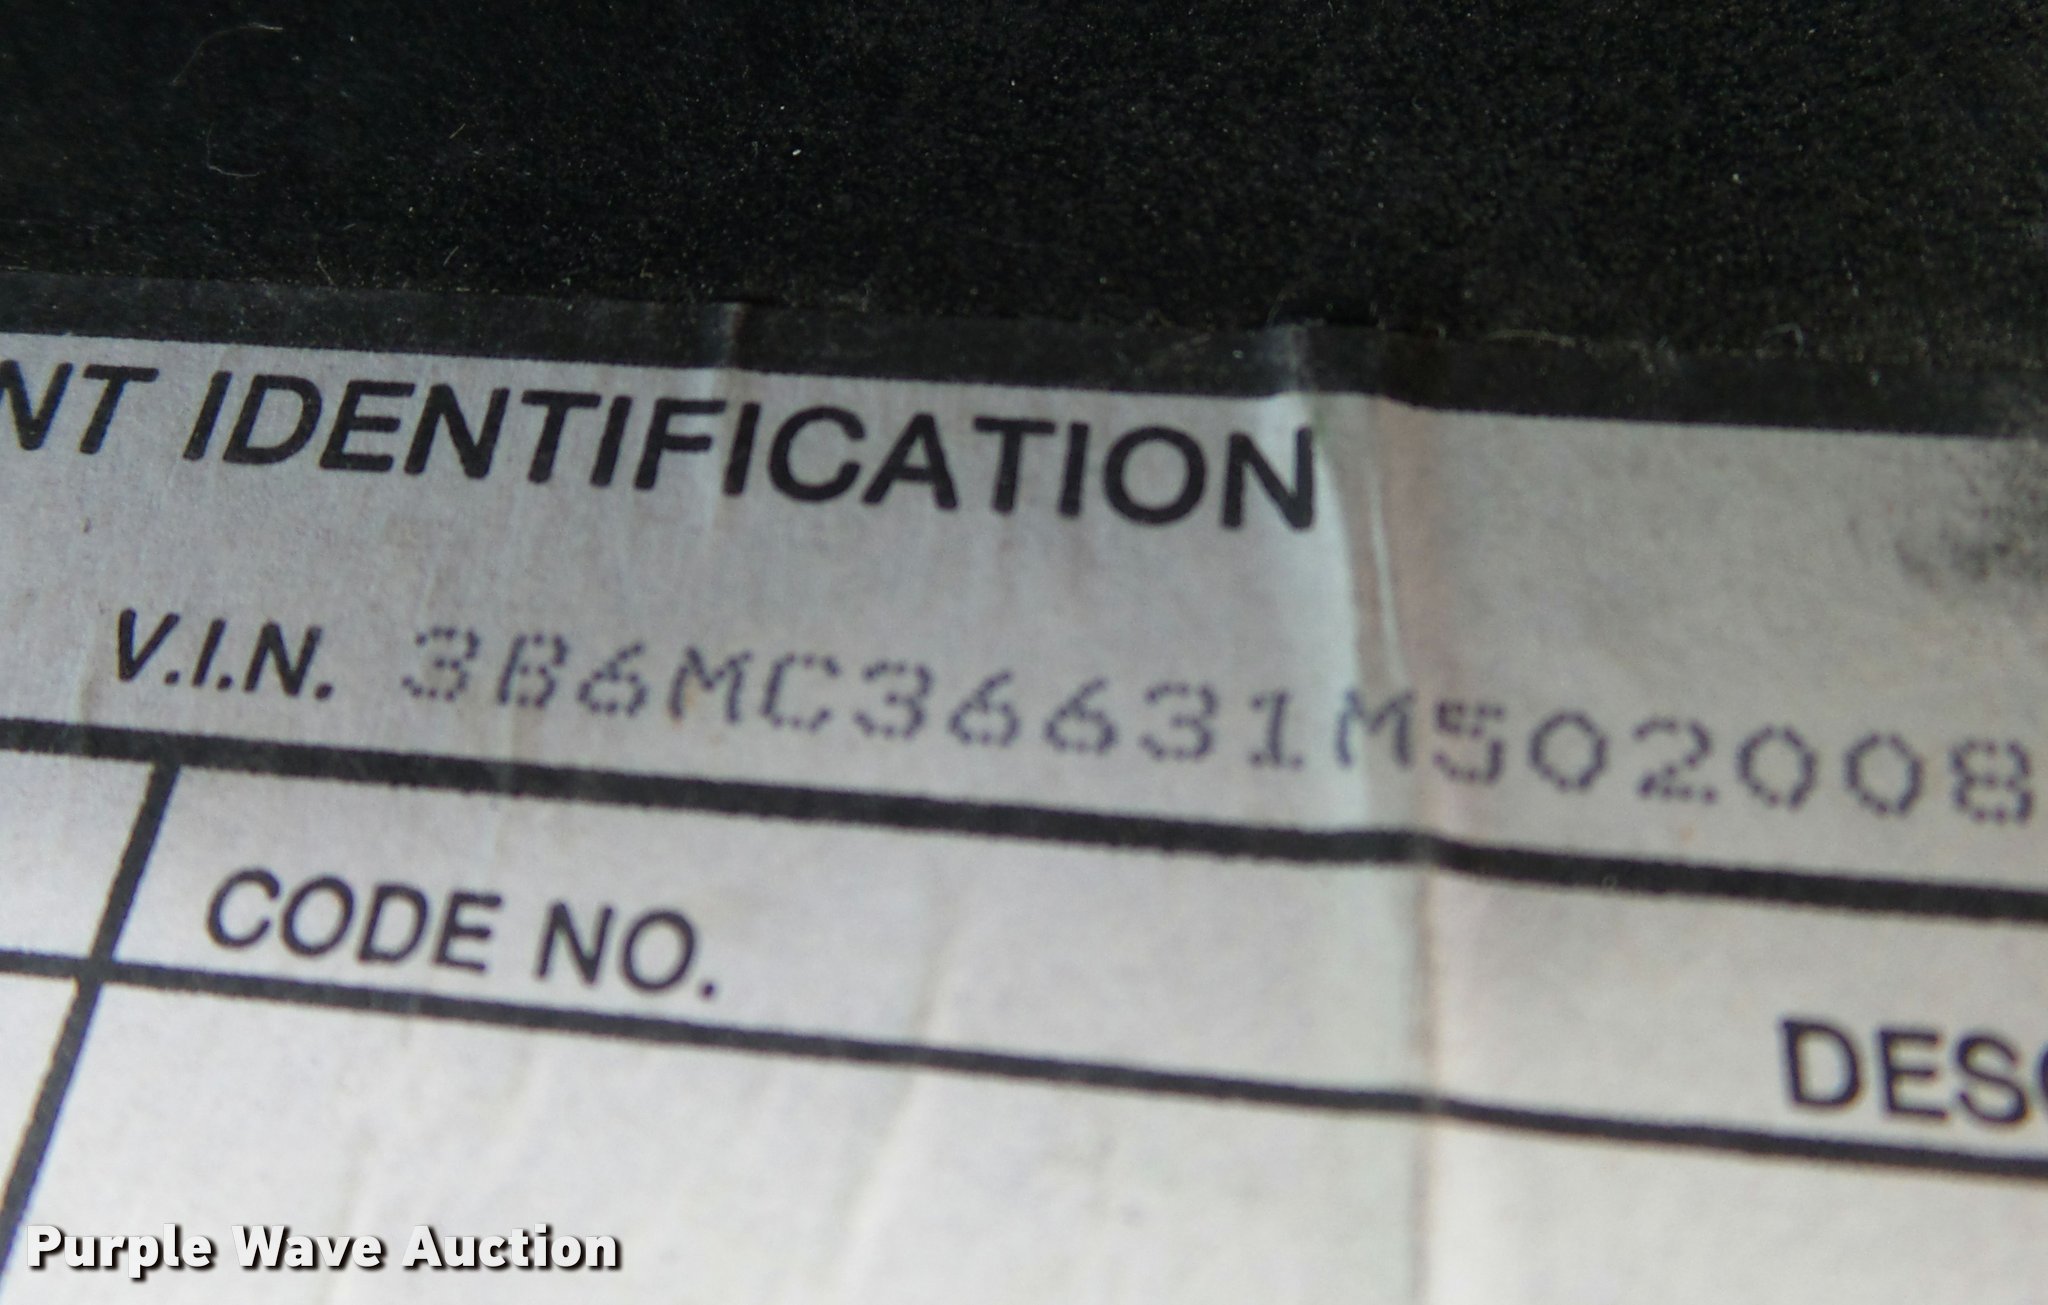 NT IDENTIFICATION
V.I.N. 3B6MC36631M502008
CODE NO.
DESC
Purple Wave Auction